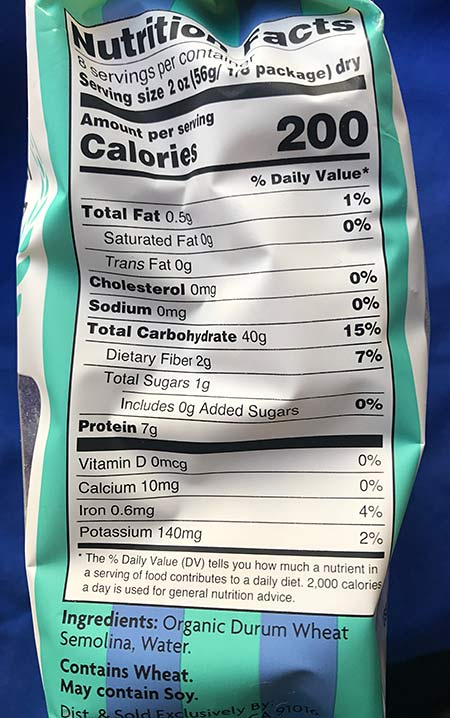 Nutrition Facts
8 servings per container
Serving size 2 oz (56g/ 1/8 package) dry
Amount per serving
Calories 200
% Daily Value*
Total Fat 0.5g 1%
Saturated Fat 0g 0%
Trans Fat 0g
Cholesterol 0mg 0%
Sodium 0mg 0%
Total Carbohydrate 40g 15%
Dietary Fiber 2g 7%
Total Sugars 1g
Includes 0g Added Sugars 0%
Protein 7g
Vitamin D 0mcg 0%
Calcium 10mg 0%
Iron 0.6mg 4%
Potassium 140mg 2%
* The % Daily Value (DV) tells you how much a nutrient in
a serving of food contributes to a daily diet. 2,000 calories
a day is used for general nutrition advice.
Ingredients: Organic Durum Wheat
Semolina, Water.
Contains Wheat.
May contain Soy.
Dist. & Sold Exclusively By: